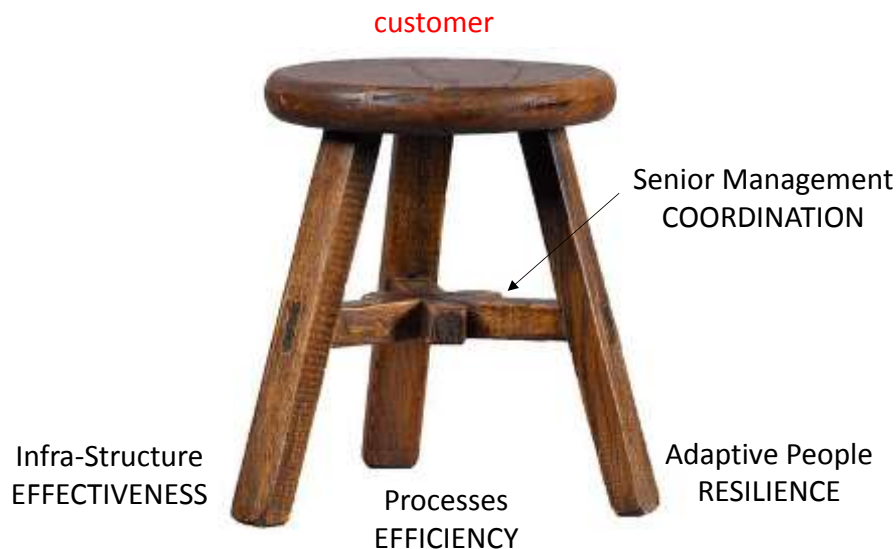 customer
Senior Management
COORDINATION
Infra-Structure
EFFECTIVENESS
Processes
EFFICIENCY
Adaptive People
RESILIENCE